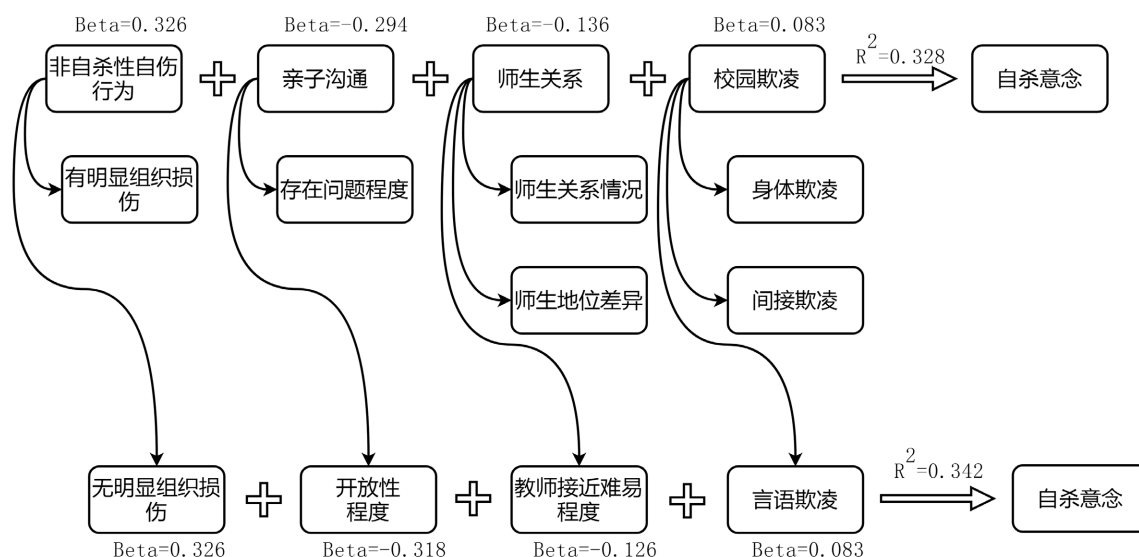 Beta=0.326
Beta=−0.294
Beta=−0.136
Beta=0.083
非自杀性自伤
行为
亲子沟通
师生关系
校园欺凌
R²=0.328
自杀意念
有明显组织损
伤
存在问题程度
师生关系情况
身体欺凌
师生地位差异
间接欺凌
无明显组织损
伤
开放性
程度
教师接近难易
程度
言语欺凌
R²=0.342
自杀意念
Beta=0.326
Beta=−0.318
Beta=−0.126
Beta=0.083